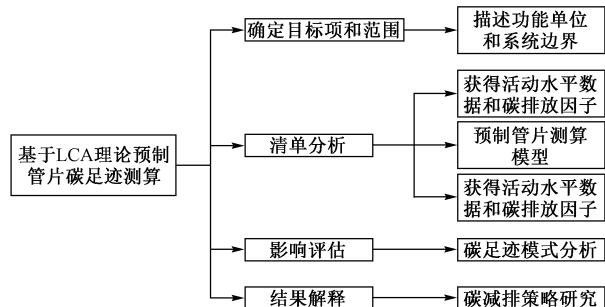 基于LCA理论预制
管片碳足迹测算
确定目标项和范围
描述功能单位
和系统边界
清单分析
获得活动水平数
据和碳排放因子
预制管片测算
模型
获得活动水平数
据和碳排放因子
影响评估
碳足迹模式分析
结果解释
碳减排策略研究